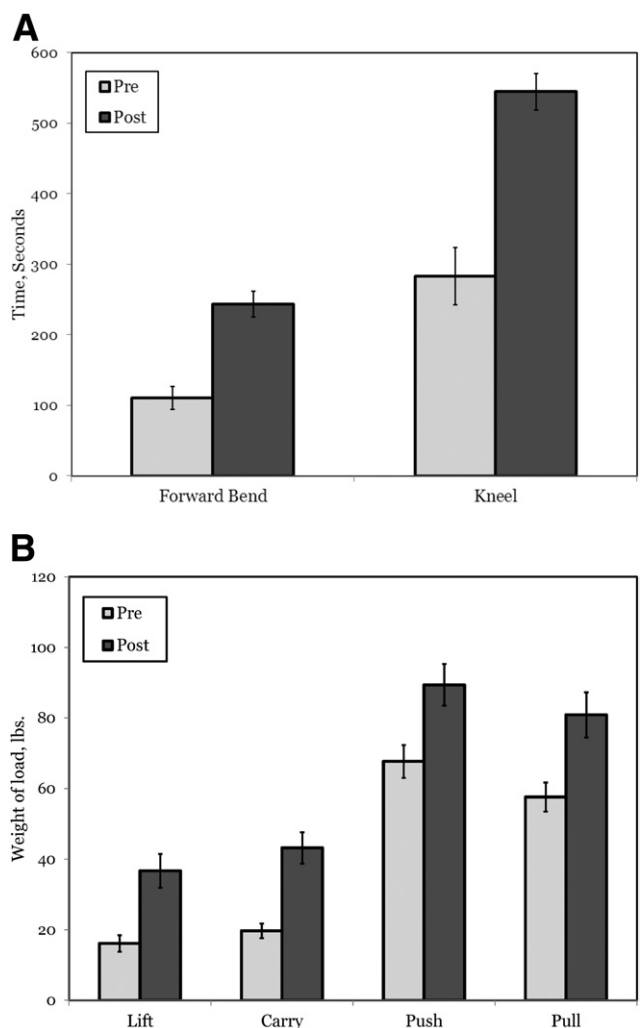 A
600
500
400
300
200
100
0
Time, Seconds
Pre
Post
Forward Bend
Kneel
B
120
100
80
60
40
20
0
Weight of load, lbs.
Pre
Post
Lift
Carry
Push
Pull